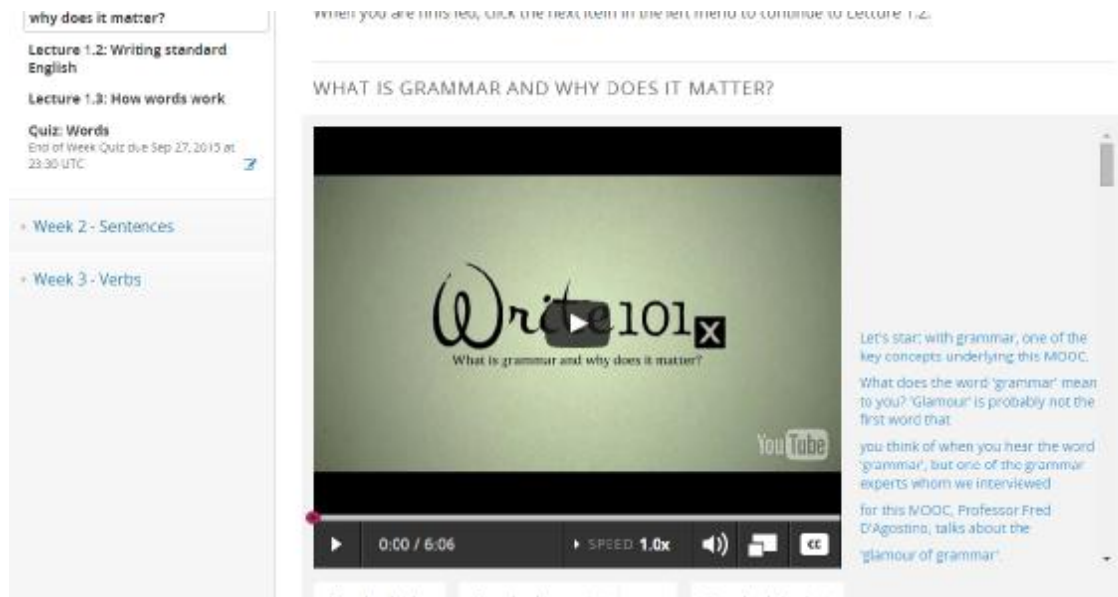 why does it matter?
Lecture 1.2: Writing standard
English
Lecture 1.3: How words work
Quiz: Words
End of Week Quiz due Sep 27, 2015 at
23:30 UTC
Week 2 - Sentences
Week 3 - Verbs
When you are click the next item in the left menu to continue to Lecture 1.2.
WHAT IS GRAMMAR AND WHY DOES IT MATTER?
Write101x
What is grammar and why does it matter?
YouTube
0:00 / 6:06
SPEED 1.0x
cc
Let's start with grammar, one of the
key concepts underlying this MOOC.
What does the word 'grammar' mean
to you? 'Glamour' is probably not the
first word that
you think of when you hear the word
'grammar', but one of the grammar
experts whom we interviewed
for this MOOC, Professor Fred
D'Agostino, talks about the
'glamour of grammar'.